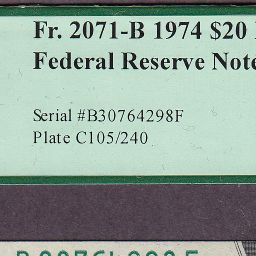 Fr. 2071-B 1974 $20
Federal Reserve Note
Serial #B30764298F
Plate C105/240